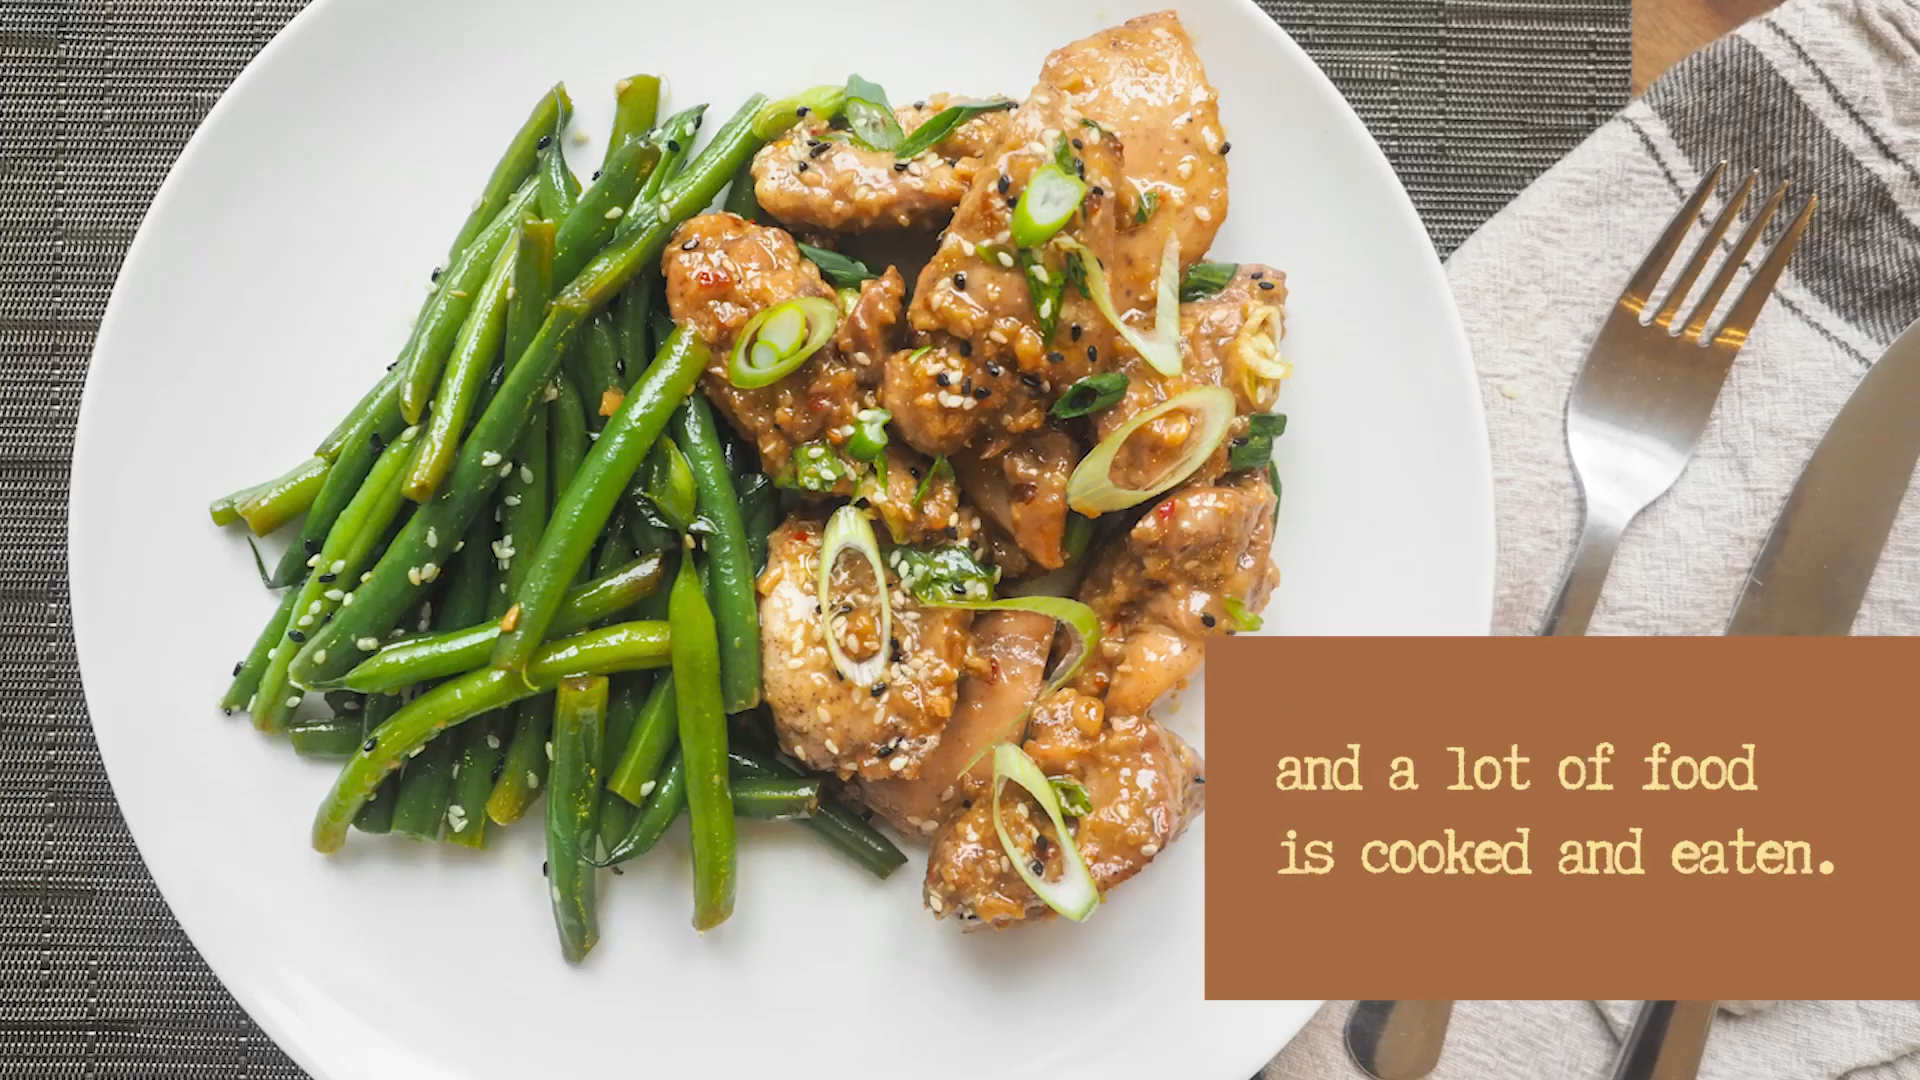 and a lot of food
is cooked and eaten.